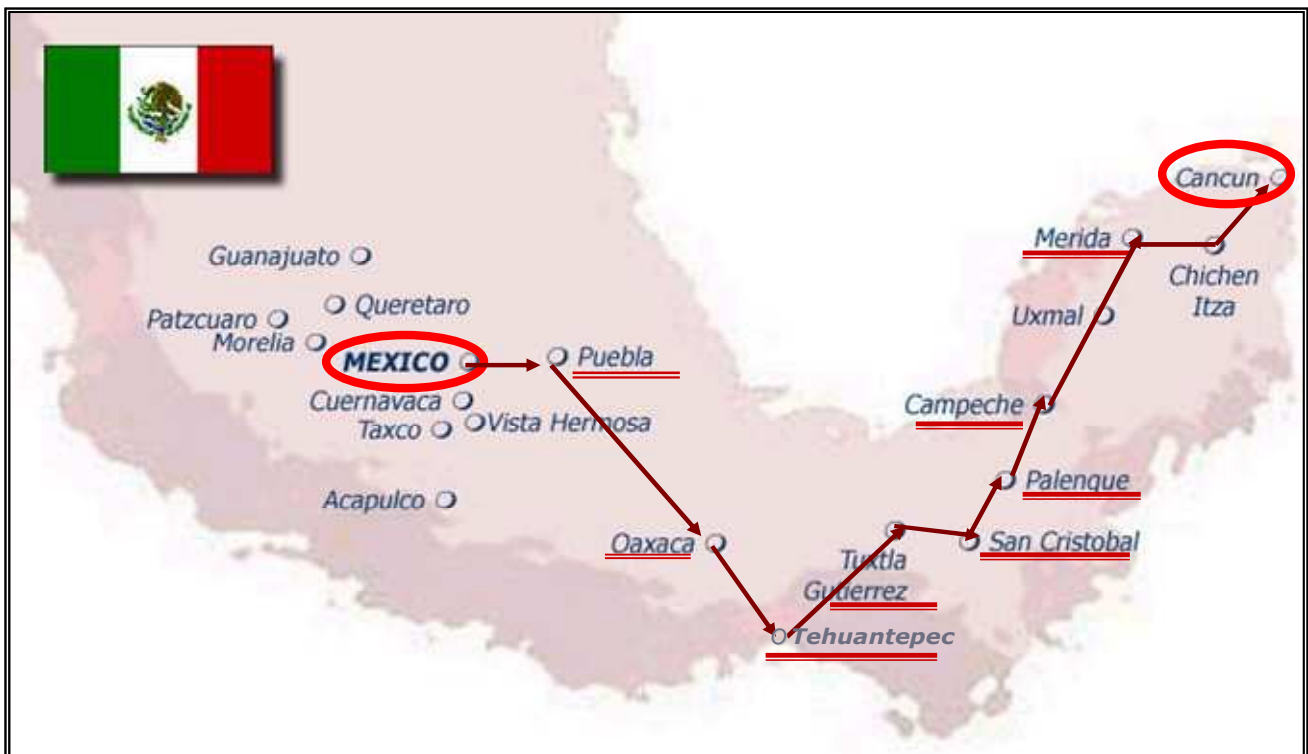 Cancun
Merida
Guanajuato
Chichen
Itza
Queretaro
Patzcuaro
Uxmal
Morelia
MEXICO
Puebla
Cuernavaca
Campeche
Vista Hermosa
Taxco
Palenque
Acapulco
Oaxaca
San Cristobal
Tuxtla
Gutierrez
Tehuantepec